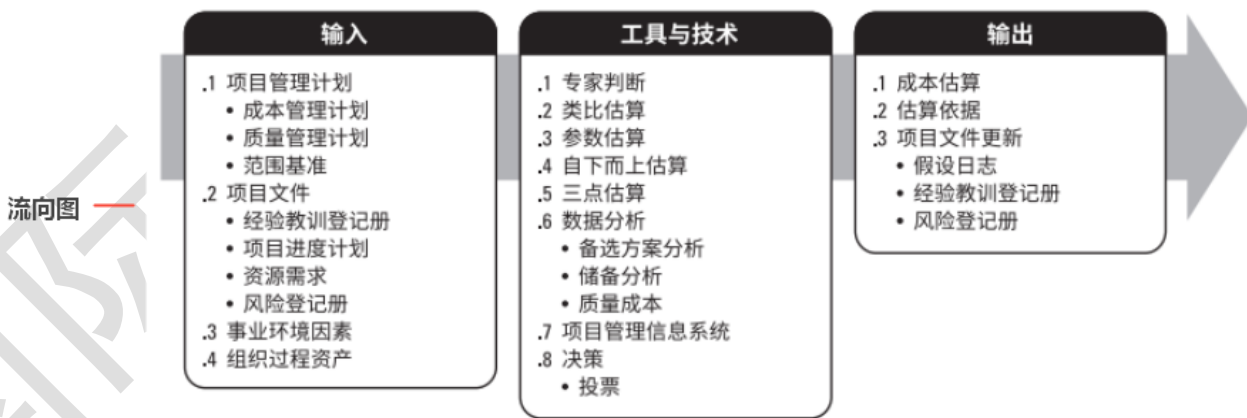 流向图
输入
.1 项目管理计划
• 成本管理计划
• 质量管理计划
• 范围基准
.2 项目文件
• 经验教训登记册
• 项目进度计划
• 资源需求
• 风险登记册
.3 事业环境因素
.4 组织过程资产
工具与技术
.1 专家判断
.2 类比估算
.3 参数估算
.4 自下而上估算
.5 三点估算
.6 数据分析
• 备选方案分析
• 储备分析
• 质量成本
.7 项目管理信息系统
.8 决策
• 投票
输出
.1 成本估算
.2 估算依据
.3 项目文件更新
• 假设日志
• 经验教训登记册
• 风险登记册